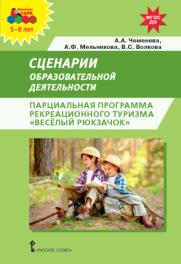 5–6 лет
ФГОС
ДО
А.А. Чеменева,
А.Ф. Мельникова, В.С. Волкова
СЦЕНАРИИ
ОБРАЗОВАТЕЛЬНОЙ
ДЕЯТЕЛЬНОСТИ
ПАРЦИАЛЬНАЯ ПРОГРАММА
РЕКРЕАЦИОННОГО ТУРИЗМА
«ВЕСЁЛЫЙ РЮКЗАЧОК»
«РУССКОЕ СЛОВО»